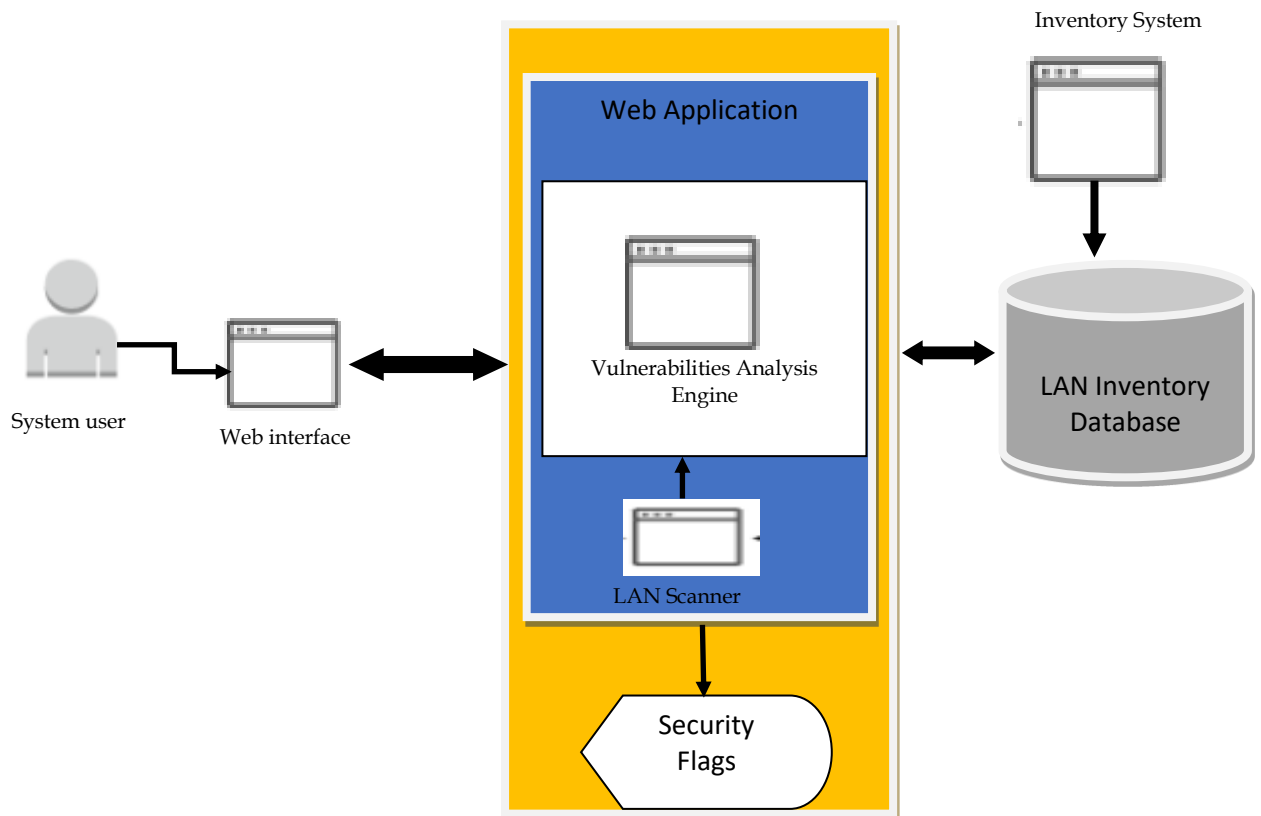 Inventory System
Web Application
Vulnerabilities Analysis
Engine
LAN Inventory
Database
System user
Web interface
LAN Scanner
Security
Flags